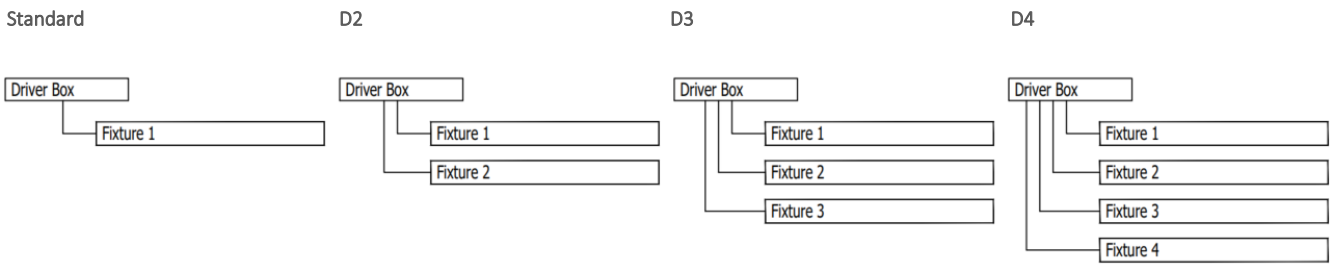 Standard
D2
D3
D4
Driver Box
Fixture 1
Driver Box
Fixture 1
Fixture 2
Driver Box
Fixture 1
Fixture 2
Fixture 3
Driver Box
Fixture 1
Fixture 2
Fixture 3
Fixture 4